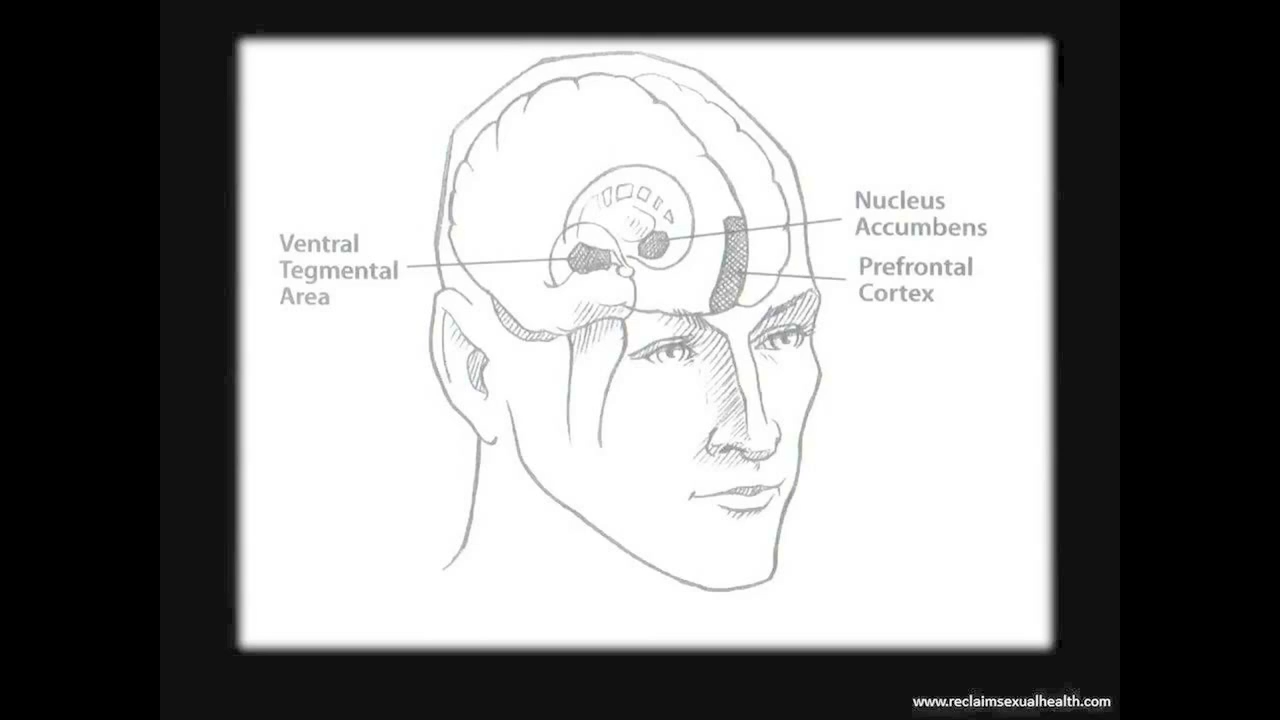 Ventral
Tegmental
Area
Nucleus
Accumbens
Prefrontal
Cortex
www.reclaimsexualhealth.com